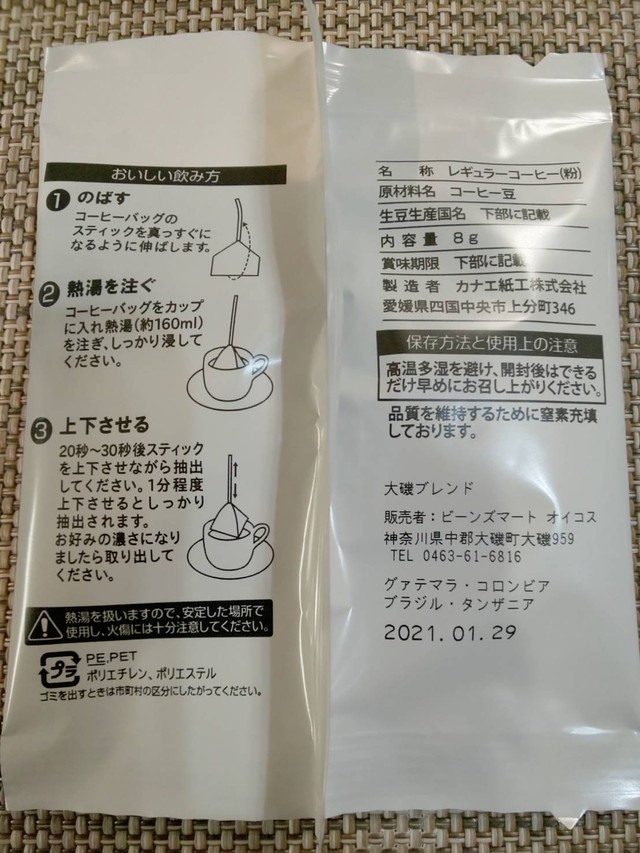 おいしい飲み方
1 のばす
コーヒーバッグの
スティックを真っすぐに
なるように伸ばします。
2 熱湯を注ぐ
コーヒーバッグをカップ
に入れ熱湯(約160ml)
を注ぎ、しっかり浸して
ください。
3 上下させる
20秒〜30秒後スティック
を上下させながら抽出
してください。1分程度
上下させるとしっかり
抽出されます。
お好みの濃さになり
ましたら取り出して
ください。
熱湯を扱いますので、安定した場所で
使用し、火傷には十分注意してください。
プラ
PE,PET
ポリエチレン、ポリエステル
ゴミを出すときは市町村の区分にしたがってください。
名 称 レギュラーコーヒー(粉)
原材料名 コーヒー豆
生豆生産国名 下部に記載
内容量 8g
賞味期限 下部に記載
製造者 カナエ紙工株式会社
愛媛県四国中央市上分町346
保存方法と使用上の注意
高温多湿を避け、開封後はできる
だけ早めにお召し上がりください。
品質を維持するために窒素充填
しております。
大磯ブレンド
販売者:ビーンズマート オイコス
神奈川県中郡大磯町大磯959
TEL 0463-61-6816
グァテマラ・コロンビア
ブラジル・タンザニア
2021.01.29